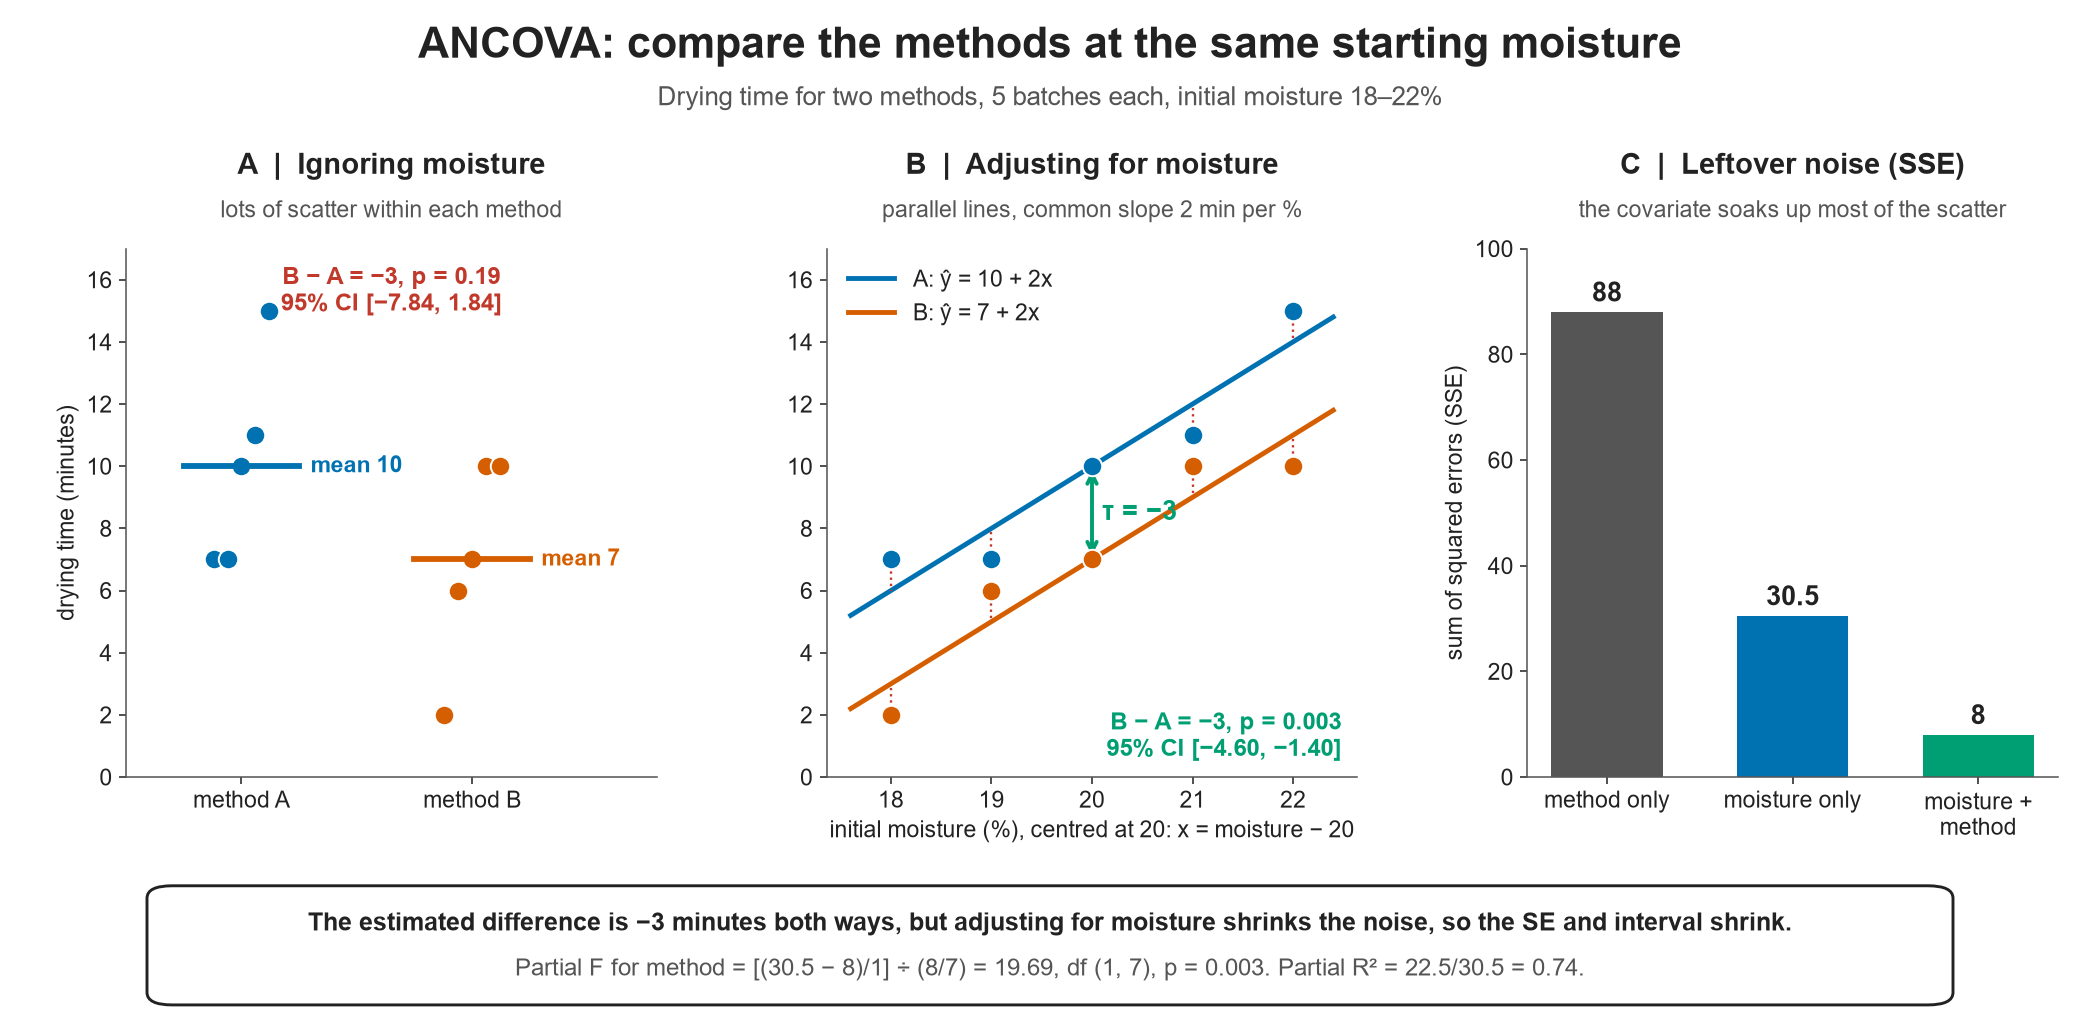 ANCOVA: compare the methods at the same starting moisture
Drying time for two methods, 5 batches each, initial moisture 18–22%
A | Ignoring moisture
lots of scatter within each method
B − A = −3, p = 0.19
95% CI [−7.84, 1.84]
drying time (minutes)
16
14
12
10
8
6
4
2
0
mean 10
mean 7
method A
method B
B | Adjusting for moisture
parallel lines, common slope 2 min per %
A: ŷ = 10 + 2x
B: ŷ = 7 + 2x
16
14
12
10
8
6
4
2
0
τ = −3
B − A = −3, p = 0.003
95% CI [−4.60, −1.40]
18
19
20
21
22
initial moisture (%), centred at 20: x = moisture − 20
C | Leftover noise (SSE)
the covariate soaks up most of the scatter
sum of squared errors (SSE)
100
80
60
40
20
0
88
30.5
8
method only
moisture only
moisture +
method
The estimated difference is −3 minutes both ways, but adjusting for moisture shrinks the noise, so the SE and interval shrink.
Partial F for method = [(30.5 − 8)/1] ÷ (8/7) = 19.69, df (1, 7), p = 0.003. Partial R² = 22.5/30.5 = 0.74.